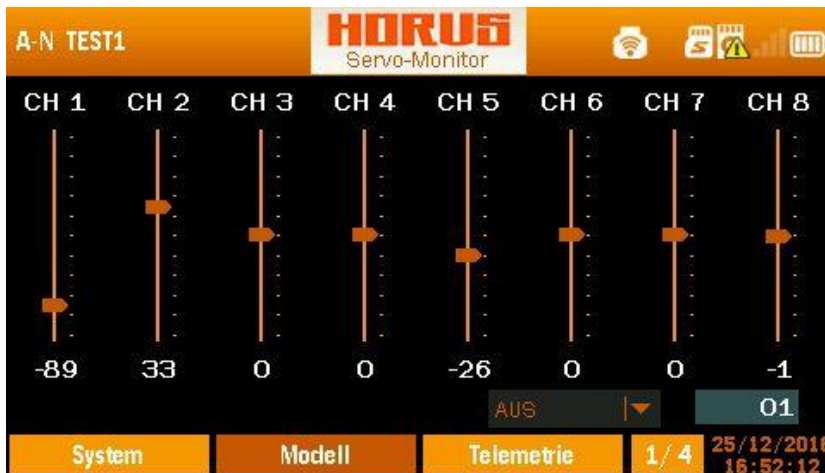 A-N TEST1
HORUS
Servo-Monitor
CH 1 CH 2 CH 3 CH 4 CH 5 CH 6 CH 7 CH 8
-89 33 0 0 -26 0 0 -1
AUS 01
System Modell Telemetrie 1/ 4 25/12/2016
16:52:12